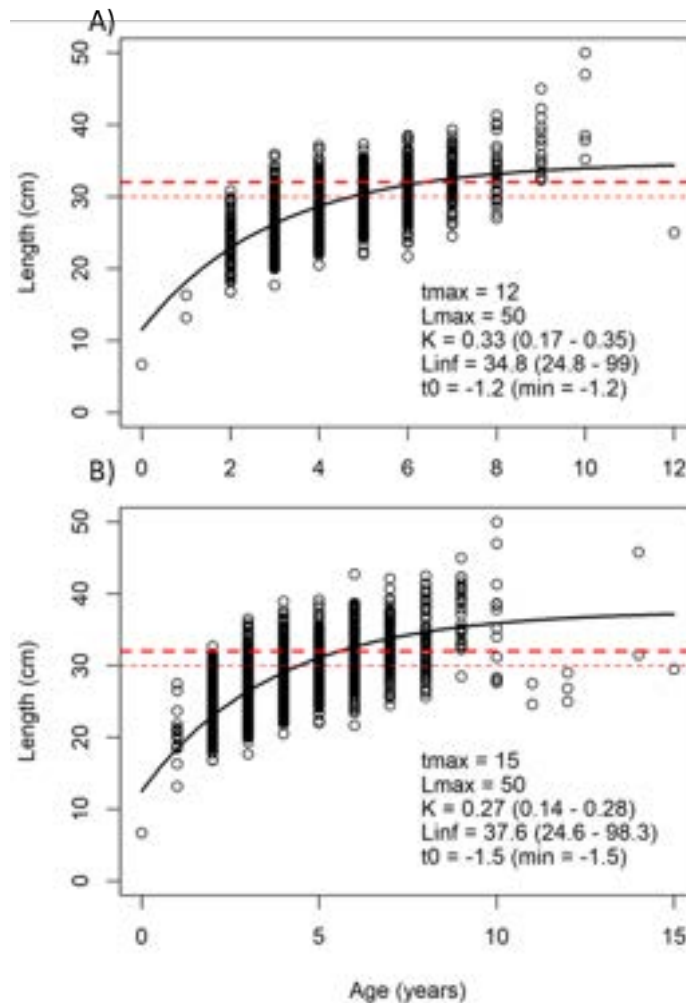 A)
50
40
30
20
10
0
Length (cm)
tmax = 12
Lmax = 50
K = 0.33 (0.17 - 0.35)
Linf = 34.8 (24.8 - 99)
t0 = -1.2 (min = -1.2)
0 2 4 6 8 10 12
B)
50
40
30
20
10
0
Length (cm)
tmax = 15
Lmax = 50
K = 0.27 (0.14 - 0.28)
Linf = 37.6 (24.6 - 98.3)
t0 = -1.5 (min = -1.5)
0 5 10 15
Age (years)